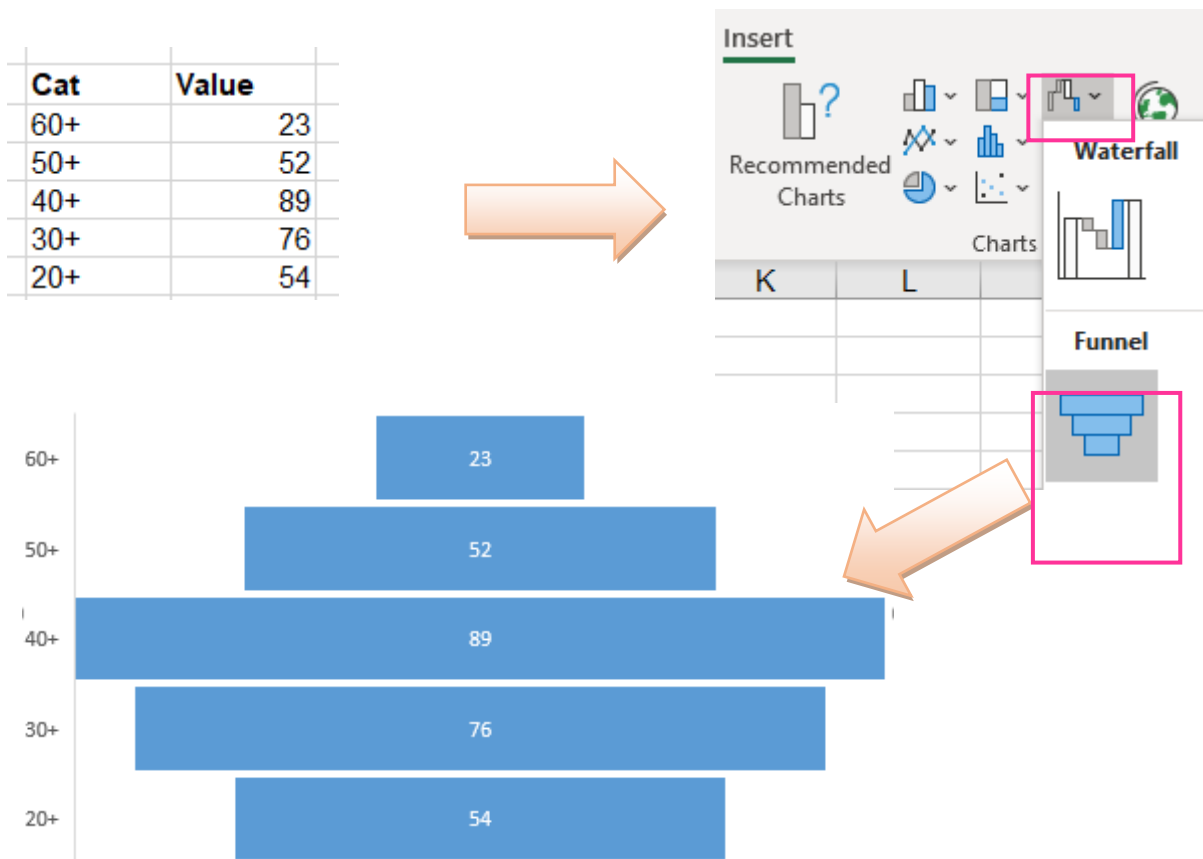 Cat Value
60+ 23
50+ 52
40+ 89
30+ 76
20+ 54
Insert
?
Recommended
Charts
Charts
Waterfall
K L
Funnel
60+ 23
50+ 52
40+ 89
30+ 76
20+ 54